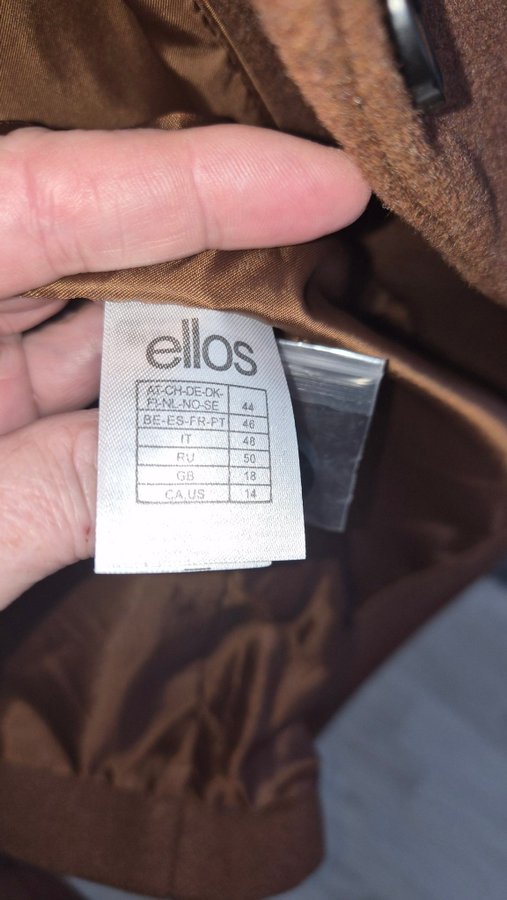 ellos
AT-CH-DE-DK-
FI-NL-NO-SE 44
BE-ES-FR-PT 46
IT 48
RU 50
GB 18
CA,US 14